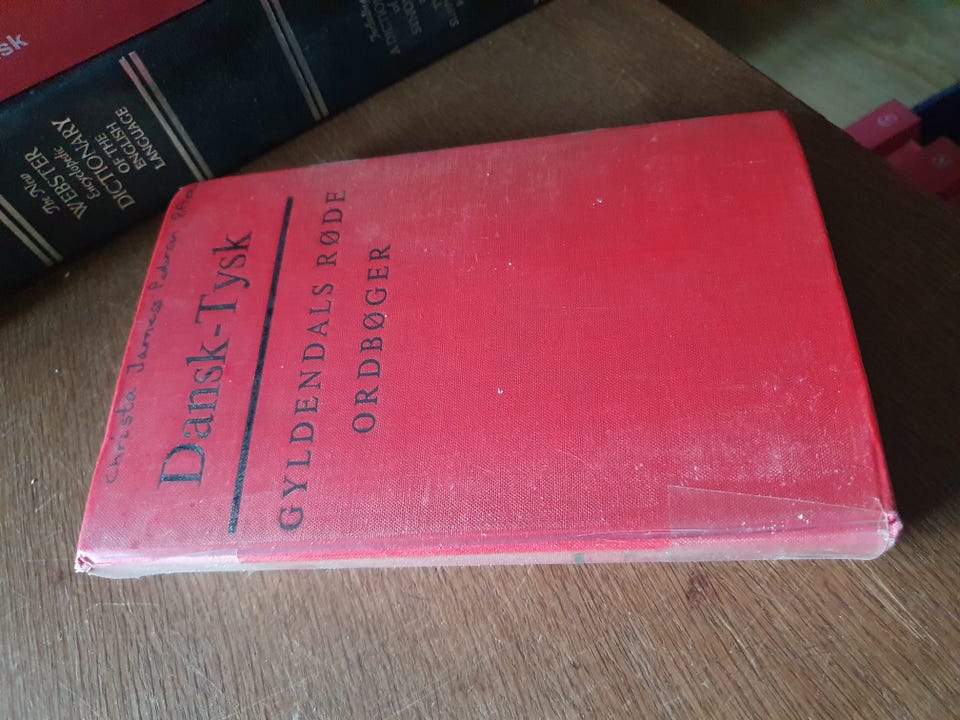 Christa James
Dansk-Tysk
GYLDENDALS RØDE
ORDBØGER
The New
WEBSTER
Encyclopedic
DICTIONARY
OF THE
ENGLISH
LANGUAGE
sk